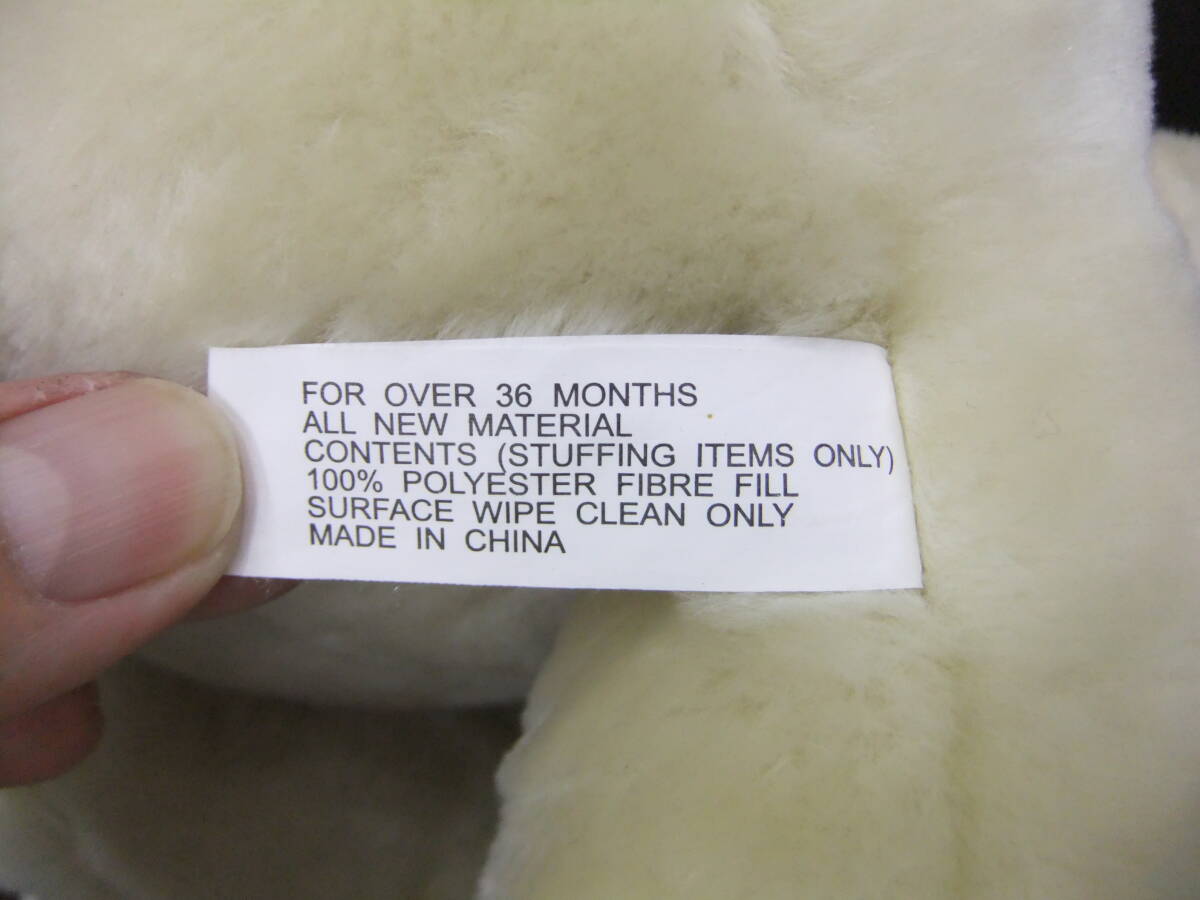 FOR OVER 36 MONTHS
ALL NEW MATERIAL
CONTENTS (STUFFING ITEMS ONLY)
100% POLYESTER FIBRE FILL
SURFACE WIPE CLEAN ONLY
MADE IN CHINA